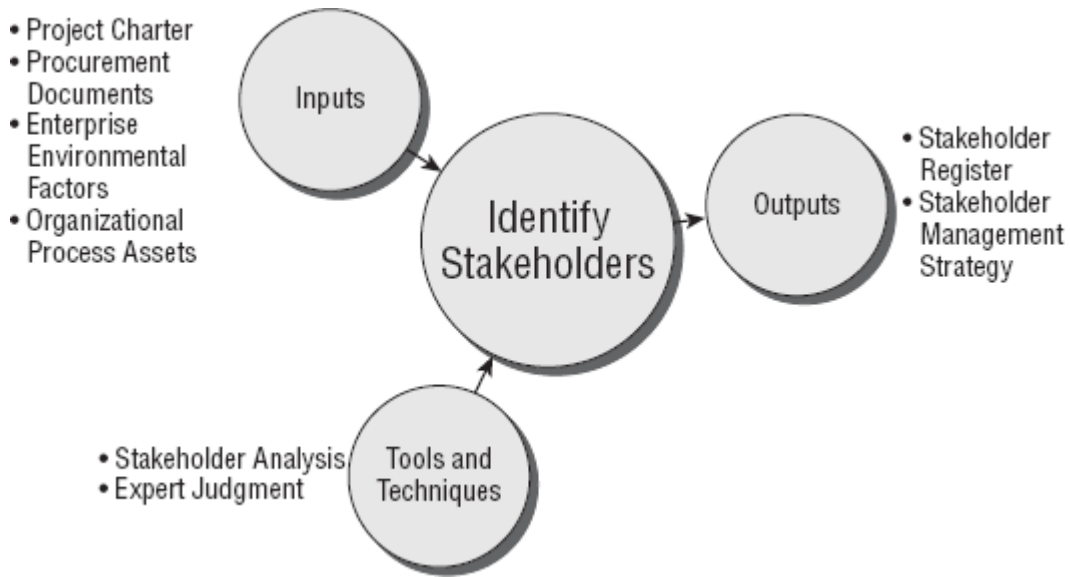 • Project Charter
• Procurement
Documents
• Enterprise
Environmental
Factors
• Organizational
Process Assets
Inputs
Identify
Stakeholders
Outputs
• Stakeholder
Register
• Stakeholder
Management
Strategy
• Stakeholder Analysis
• Expert Judgment
Tools and
Techniques